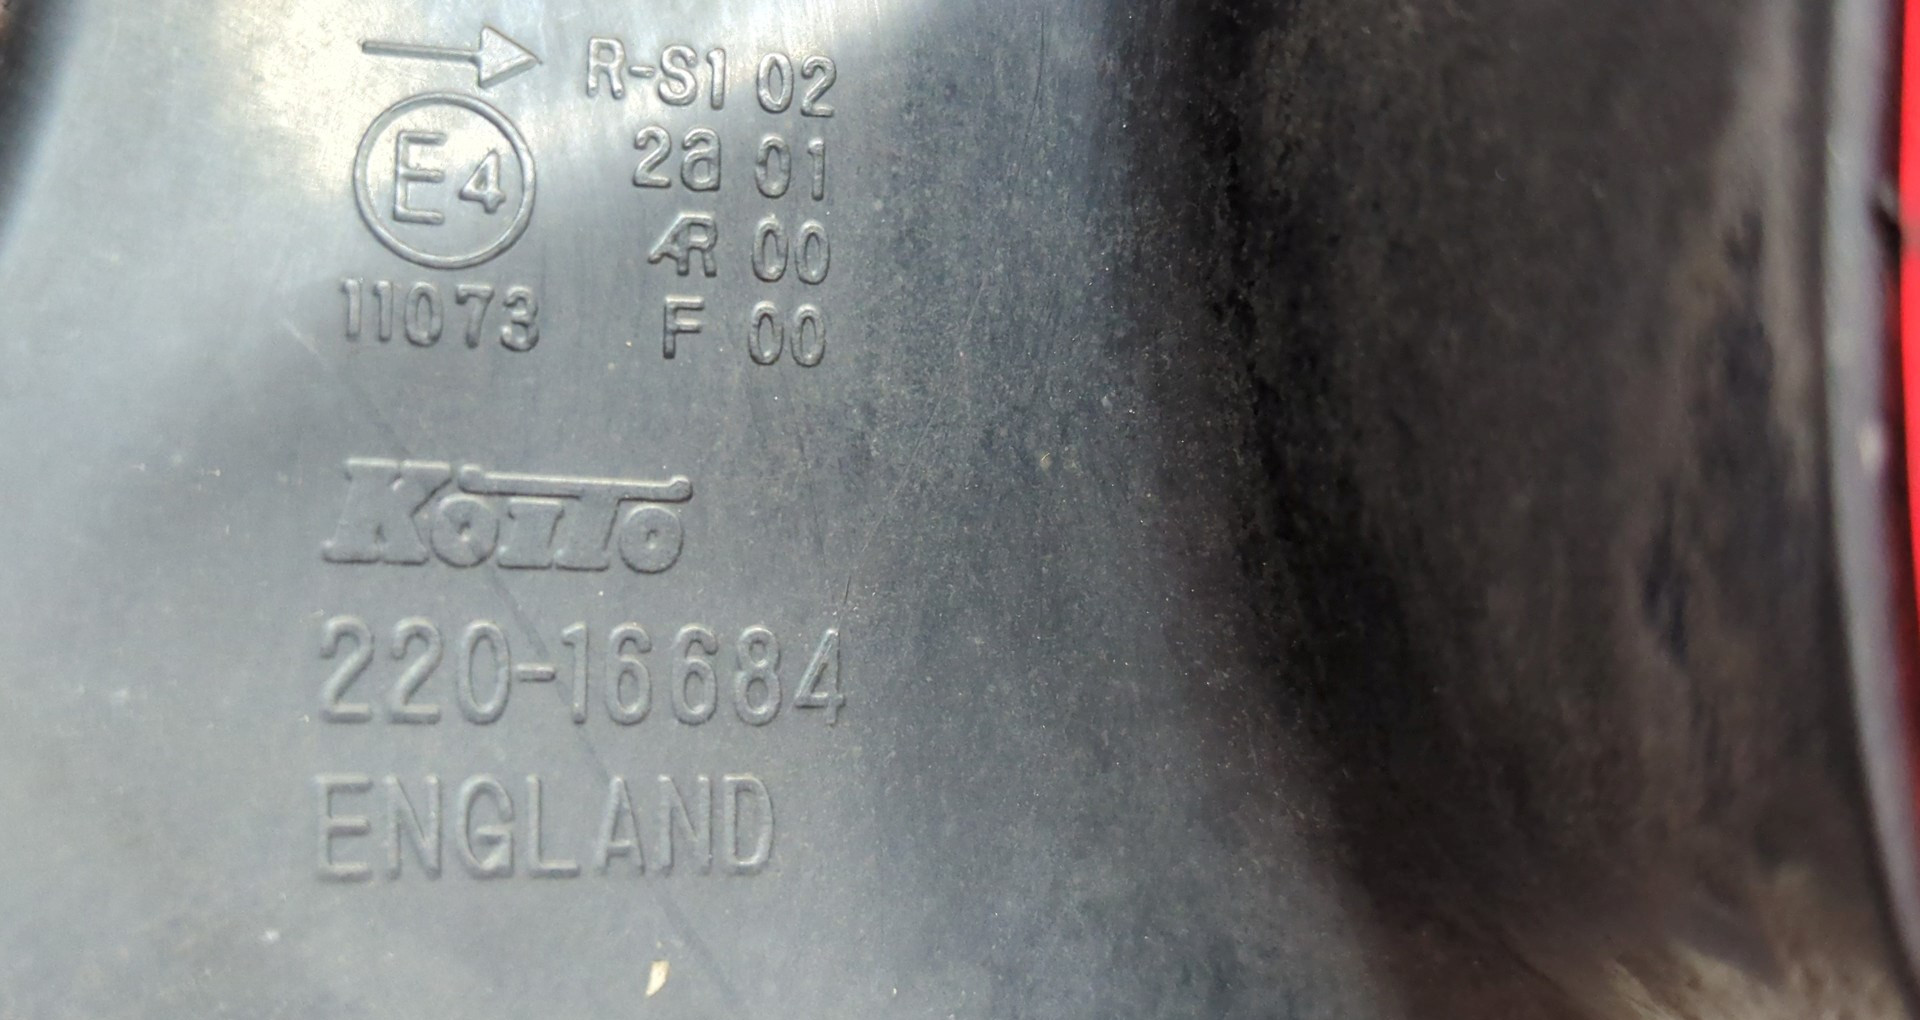 → R-S1 02
E4 2a 01
AR 00
11073 F 00
KOITO
220-16684
ENGLAND